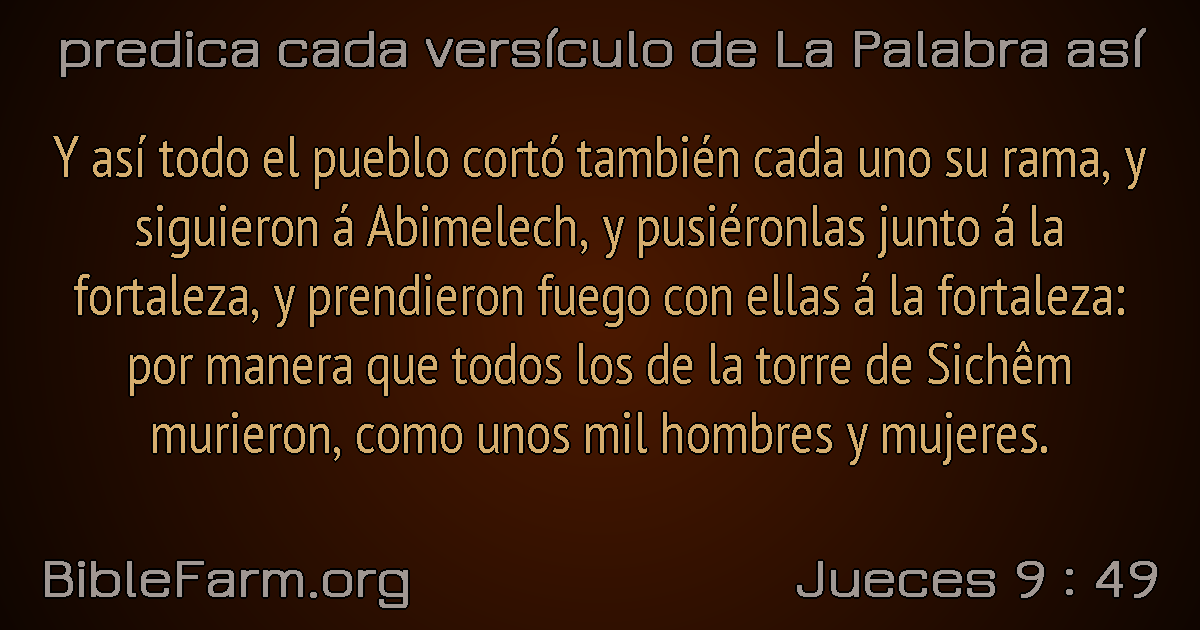 predica cada versículo de La Palabra así
Y así todo el pueblo cortó también cada uno su rama, y
siguieron á Abimelech, y pusiéronlas junto á la
fortaleza, y prendieron fuego con ellas á la fortaleza:
por manera que todos los de la torre de Sichêm
murieron, como unos mil hombres y mujeres.
BibleFarm.org
Jueces 9 : 49